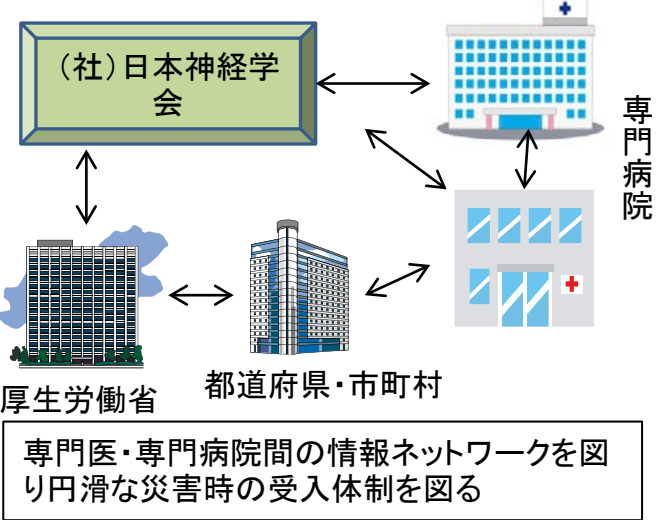 （社）日本神経学
会
専門病院
厚生労働省
都道府県・市町村
専門医・専門病院間の情報ネットワークを図
り円滑な災害時の受入体制を図る